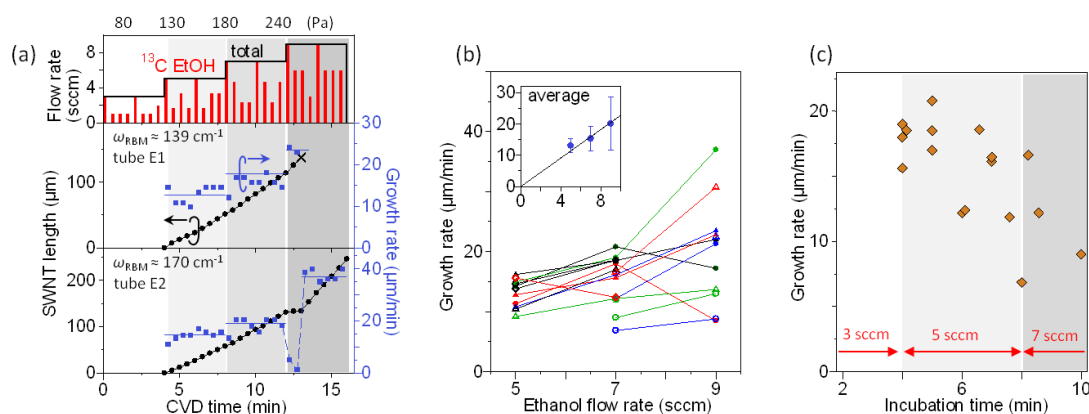 80 130 180 240 (Pa)
(a)
8
4
0
Flow rate
(sccm)
¹³C EtOH
total
ω_RBM ≈ 139 cm⁻¹
tube E1
100
0
30
20
10
0
ω_RBM ≈ 170 cm⁻¹
tube E2
200
100
0
40
20
0
SWNT length (µm)
Growth rate (µm/min)
0 5 10 15
CVD time (min)
(b)
40
30
20
10
0
Growth rate (µm/min)
average
30
20
10
0
0 4 8
5 7 9
Ethanol flow rate (sccm)
(c)
20
15
10
Growth rate (µm/min)
3 sccm
5 sccm
7 sccm
2 4 6 8 10
Incubation time (min)